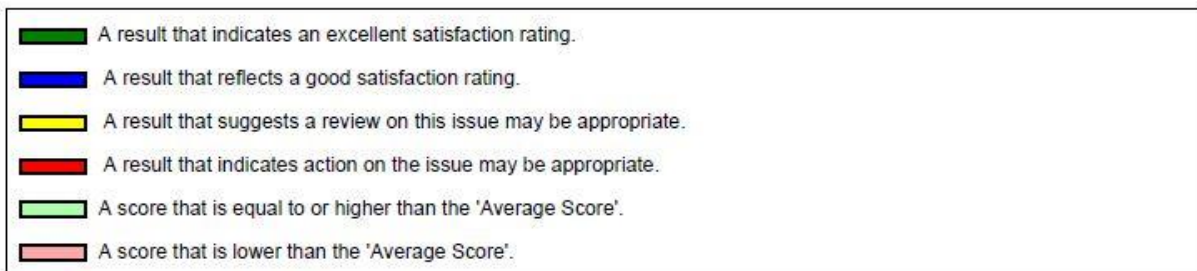 A result that indicates an excellent satisfaction rating.
A result that reflects a good satisfaction rating.
A result that suggests a review on this issue may be appropriate.
A result that indicates action on the issue may be appropriate.
A score that is equal to or higher than the 'Average Score'.
A score that is lower than the 'Average Score'.